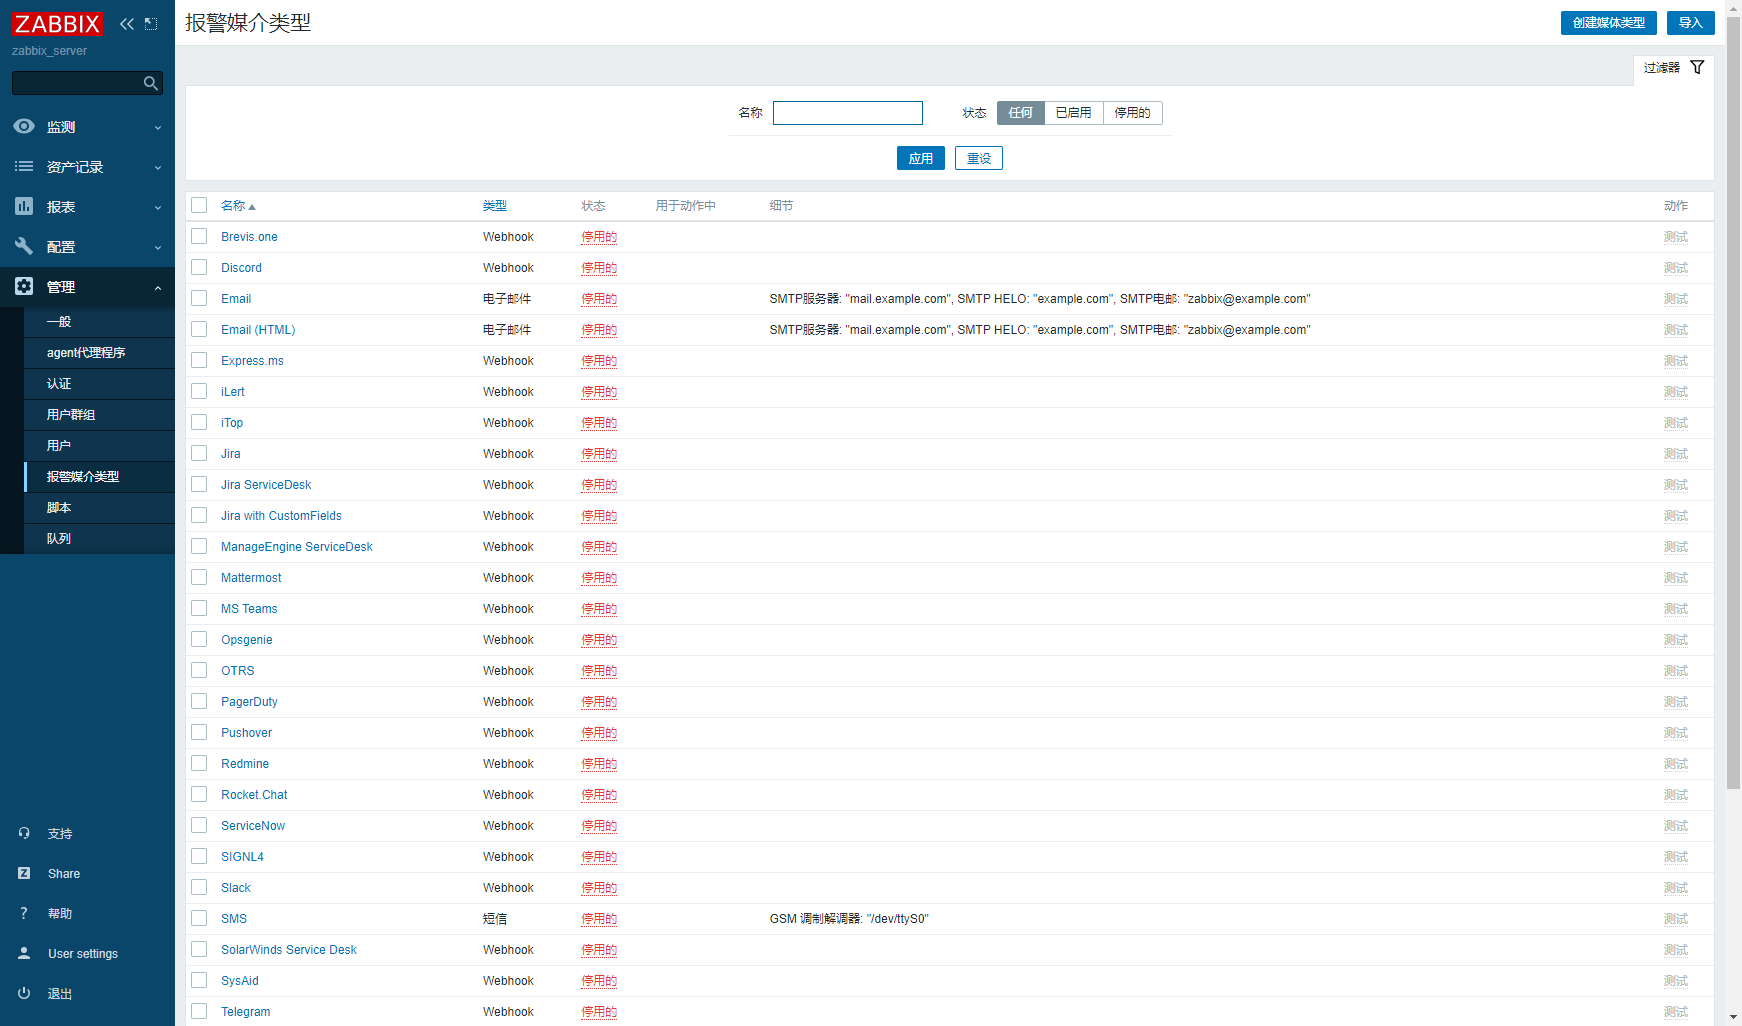 ZABBIX
zabbix_server
监测
资产记录
报表
配置
管理
一般
agent代理程序
认证
用户群组
用户
报警媒介类型
脚本
队列
支持
Z Share
? 帮助
User settings
退出
报警媒介类型 创建媒体类型 导入
过滤器
名称 状态 任何 已启用 停用的
应用 重设
名称 类型 状态 用于动作中 细节 动作
Brevis.one Webhook 停用的 测试
Discord Webhook 停用的 测试
Email 电子邮件 停用的 SMTP服务器: "mail.example.com", SMTP HELO: "example.com", SMTP电邮: "zabbix@example.com" 测试
Email (HTML) 电子邮件 停用的 SMTP服务器: "mail.example.com", SMTP HELO: "example.com", SMTP电邮: "zabbix@example.com" 测试
Express.ms Webhook 停用的 测试
iLert Webhook 停用的 测试
iTop Webhook 停用的 测试
Jira Webhook 停用的 测试
Jira ServiceDesk Webhook 停用的 测试
Jira with CustomFields Webhook 停用的 测试
ManageEngine ServiceDesk Webhook 停用的 测试
Mattermost Webhook 停用的 测试
MS Teams Webhook 停用的 测试
Opsgenie Webhook 停用的 测试
OTRS Webhook 停用的 测试
PagerDuty Webhook 停用的 测试
Pushover Webhook 停用的 测试
Redmine Webhook 停用的 测试
Rocket.Chat Webhook 停用的 测试
ServiceNow Webhook 停用的 测试
SIGNL4 Webhook 停用的 测试
Slack Webhook 停用的 测试
SMS 短信 停用的 GSM 调制解调器: "/dev/ttyS0" 测试
SolarWinds Service Desk Webhook 停用的 测试
SysAid Webhook 停用的 测试
Telegram Webhook 停用的 测试